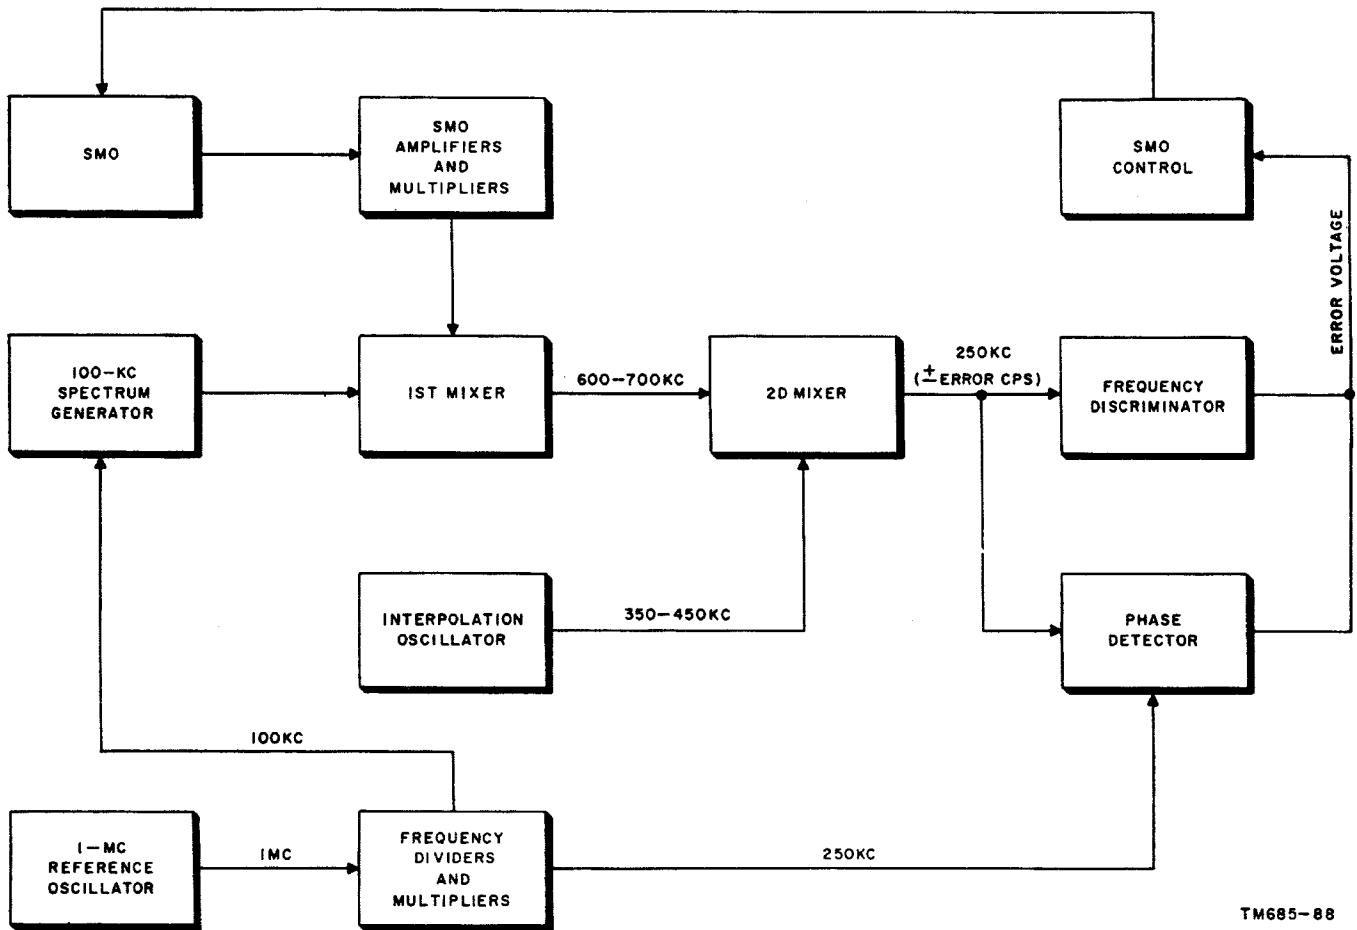 SMO
SMO
AMPLIFIERS
AND
MULTIPLIERS
SMO
CONTROL
ERROR VOLTAGE
100-KC
SPECTRUM
GENERATOR
1ST MIXER
600-700KC
2D MIXER
250KC
(± ERROR CPS)
FREQUENCY
DISCRIMINATOR
INTERPOLATION
OSCILLATOR
350-450KC
PHASE
DETECTOR
100KC
1-MC
REFERENCE
OSCILLATOR
1MC
FREQUENCY
DIVIDERS
AND
MULTIPLIERS
250KC
TM685-88